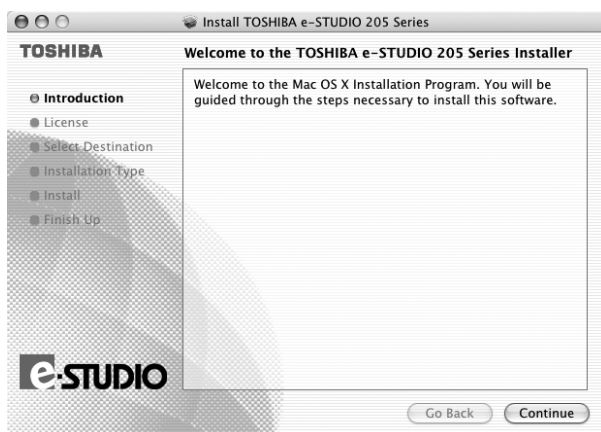 Install TOSHIBA e-STUDIO 205 Series
TOSHIBA
Welcome to the TOSHIBA e-STUDIO 205 Series Installer
Introduction
License
Select Destination
Installation Type
Install
Finish Up
Welcome to the Mac OS X Installation Program. You will be
guided through the steps necessary to install this software.
e-STUDIO
Go Back
Continue